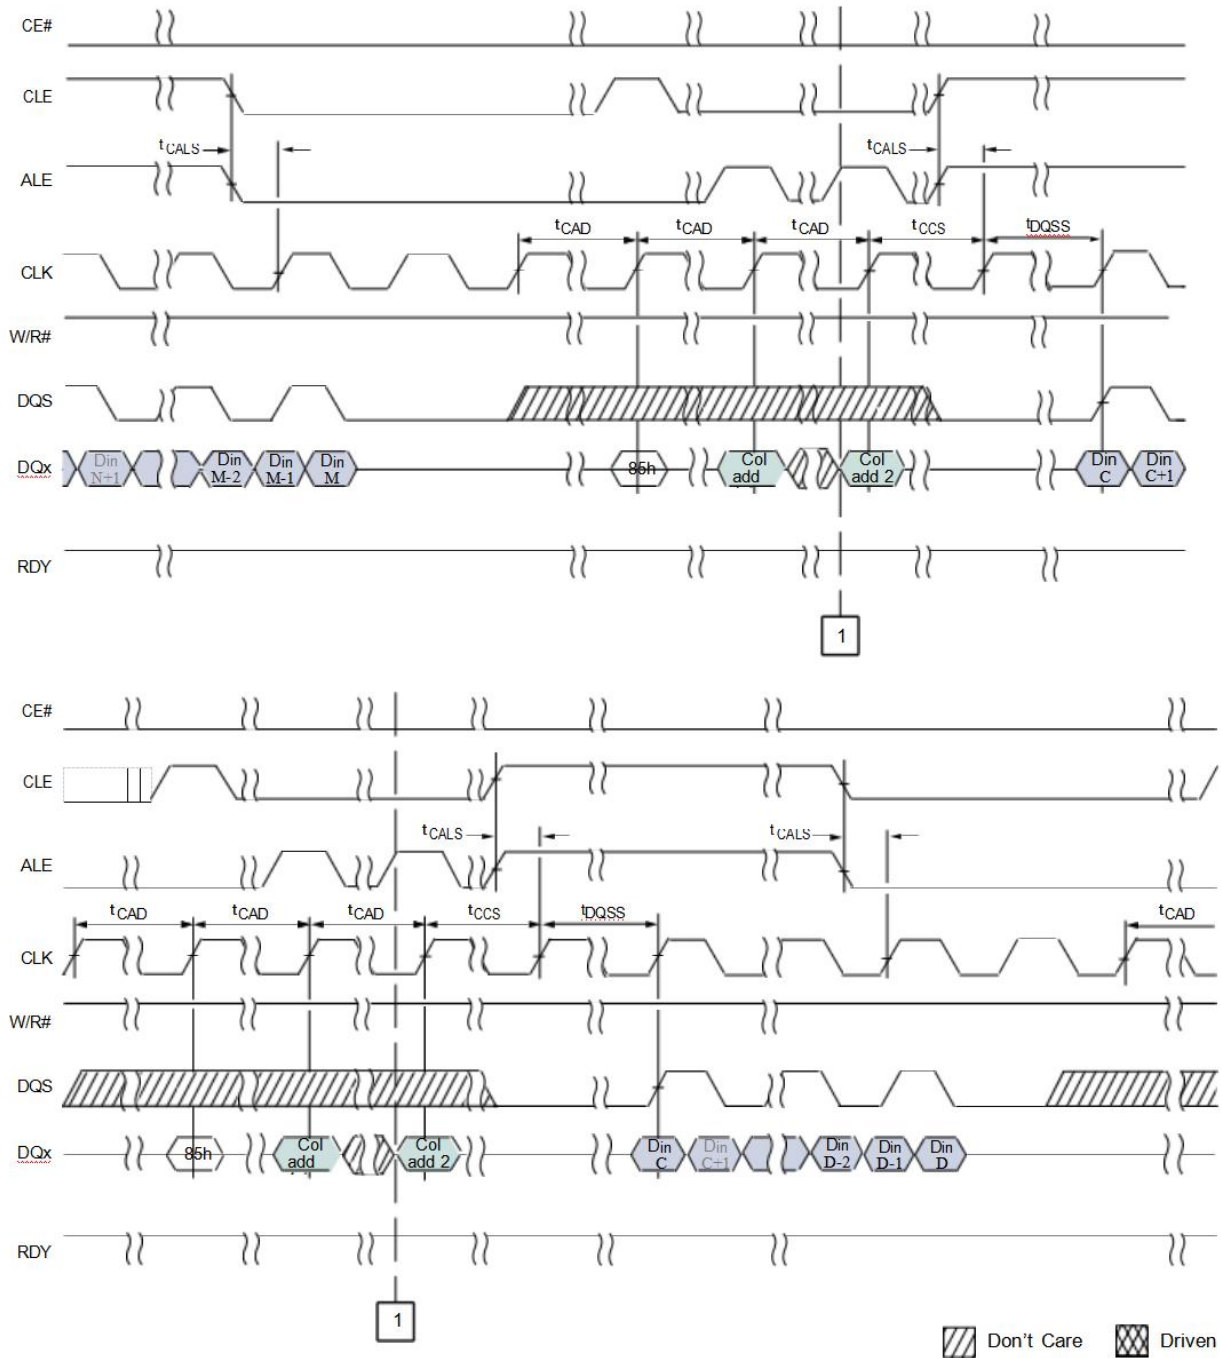 CE#
CLE
tCALS
tCALS
ALE
tCAD
tCAD
tCAD
tCCS
tDQSS
CLK
W/R#
DQS
DQx
Din
N+1
Din
M-2
Din
M-1
Din
M
85h
Col
add
Col
add 2
Din
C
Din
C+1
RDY
1
CE#
CLE
tCALS
tCALS
ALE
tCAD
tCAD
tCAD
tCCS
tDQSS
tCAD
CLK
W/R#
DQS
DQx
85h
Col
add
Col
add 2
Din
C
Din
C+1
Din
D-2
Din
D-1
Din
D
RDY
1
Don't Care
Driven